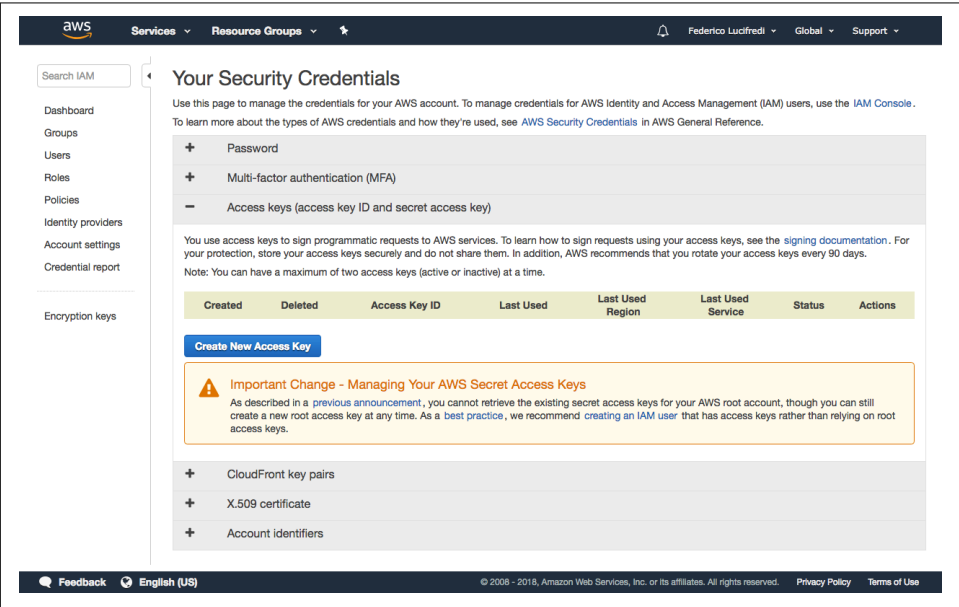 aws Services Resource Groups Federico Lucifredi Global Support
Search IAM
Dashboard
Groups
Users
Roles
Policies
Identity providers
Account settings
Credential report
Encryption keys
Your Security Credentials
Use this page to manage the credentials for your AWS account. To manage credentials for AWS Identity and Access Management (IAM) users, use the IAM Console.
To learn more about the types of AWS credentials and how they're used, see AWS Security Credentials in AWS General Reference.
+ Password
+ Multi-factor authentication (MFA)
− Access keys (access key ID and secret access key)
You use access keys to sign programmatic requests to AWS services. To learn how to sign requests using your access keys, see the signing documentation. For
your protection, store your access keys securely and do not share them. In addition, AWS recommends that you rotate your access keys every 90 days.
Note: You can have a maximum of two access keys (active or inactive) at a time.
Created Deleted Access Key ID Last Used Last Used Region Last Used Service Status Actions
Create New Access Key
Important Change - Managing Your AWS Secret Access Keys
As described in a previous announcement, you cannot retrieve the existing secret access keys for your AWS root account, though you can still
create a new root access key at any time. As a best practice, we recommend creating an IAM user that has access keys rather than relying on root
access keys.
+ CloudFront key pairs
+ X.509 certificate
+ Account identifiers
Feedback English (US) © 2008 - 2018, Amazon Web Services, Inc. or its affiliates. All rights reserved. Privacy Policy Terms of Use